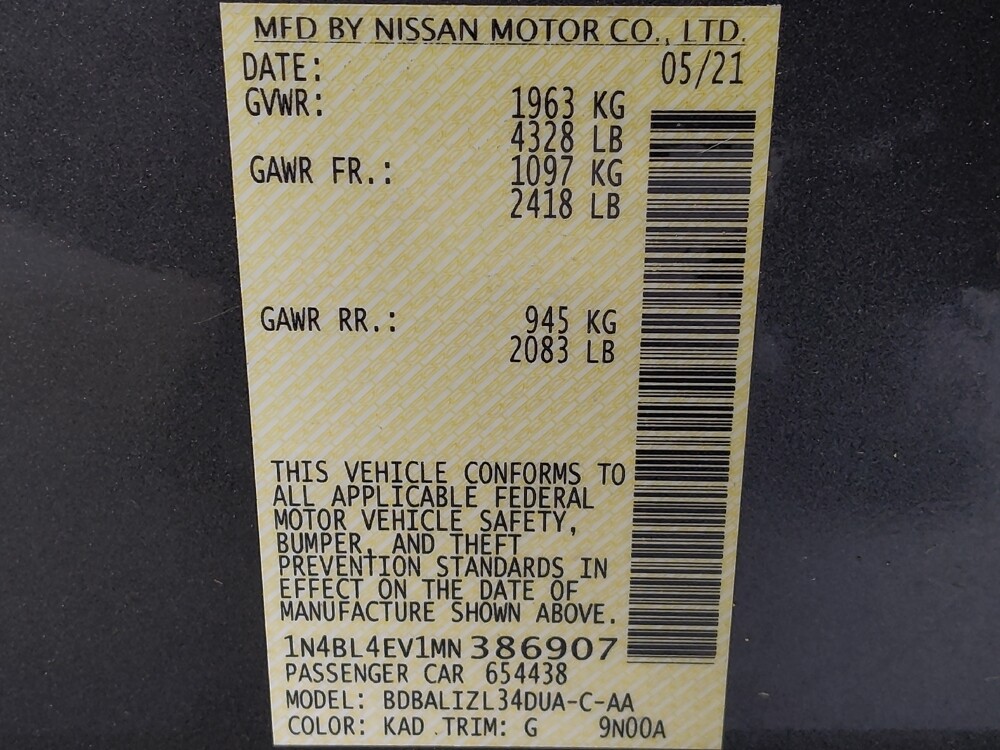 MFD BY NISSAN MOTOR CO., LTD.
DATE: 05/21
GVWR: 1963 KG
4328 LB
GAWR FR.: 1097 KG
2418 LB
GAWR RR.: 945 KG
2083 LB
THIS VEHICLE CONFORMS TO
ALL APPLICABLE FEDERAL
MOTOR VEHICLE SAFETY,
BUMPER, AND THEFT
PREVENTION STANDARDS IN
EFFECT ON THE DATE OF
MANUFACTURE SHOWN ABOVE.
1N4BL4EV1MN386907
PASSENGER CAR 654438
MODEL: BDBALIZL34DUA-C-AA
COLOR: KAD TRIM: G 9N00A